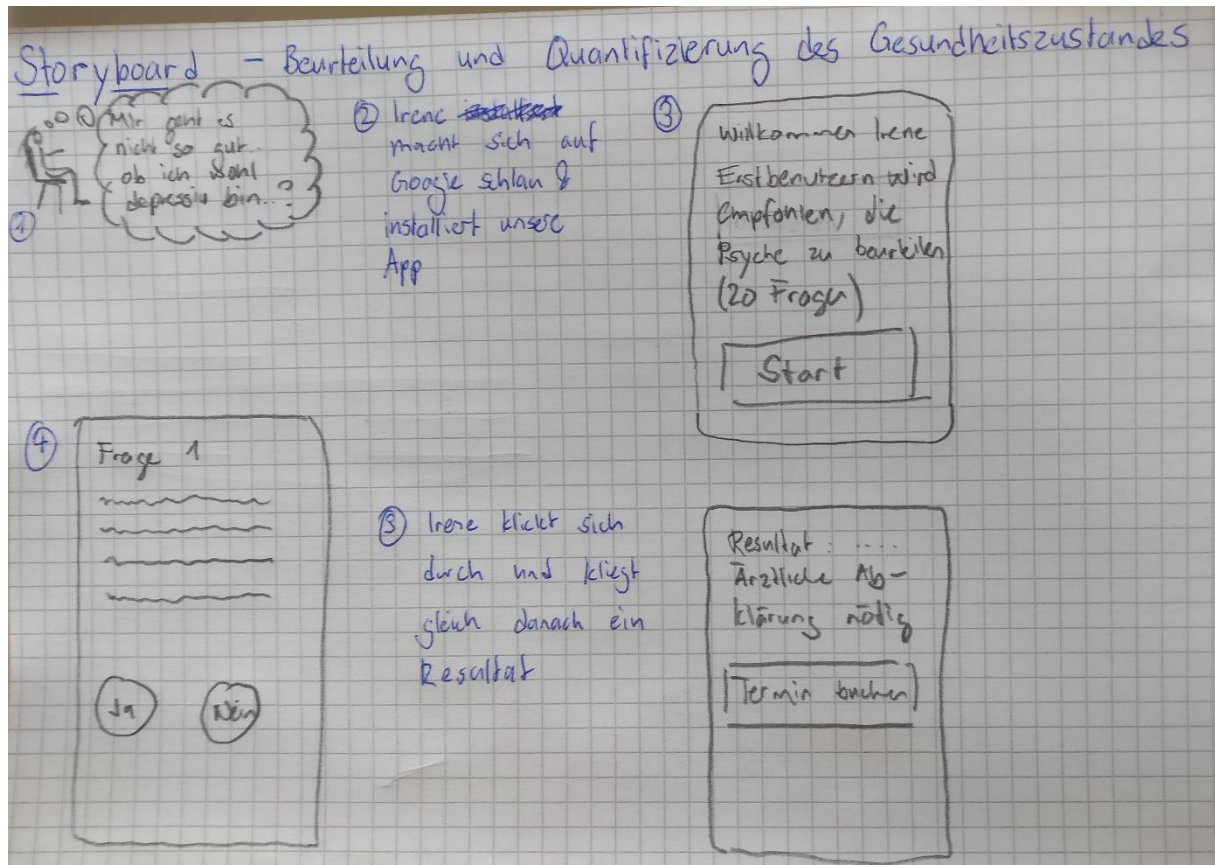 Storyboard – Beurteilung und Quantifizierung des Gesundheitszustandes
①
Mir geht es
nicht so gut..
ob ich wohl
depressiv bin..?
② Irene
macht sich auf
Google schlau &
installiert unsere
App
③
Willkommen Irene
Erstbenutzern wird
empfohlen, die
Psyche zu beurteilen
(20 Fragen)
Start
④
Frage 1
Ja Nein
⑤ Irene klickt sich
durch und kriegt
gleich danach ein
Resultat
Resultat: ....
Ärztliche Ab-
klärung nötig
Termin buchen